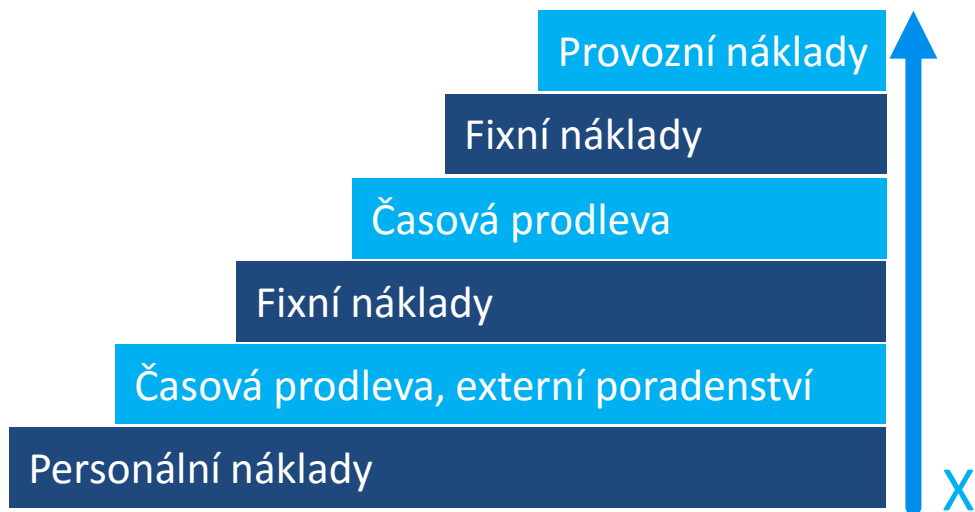 Provozní náklady
Fixní náklady
Časová prodleva
Fixní náklady
Časová prodleva, externí poradenství
Personální náklady
X